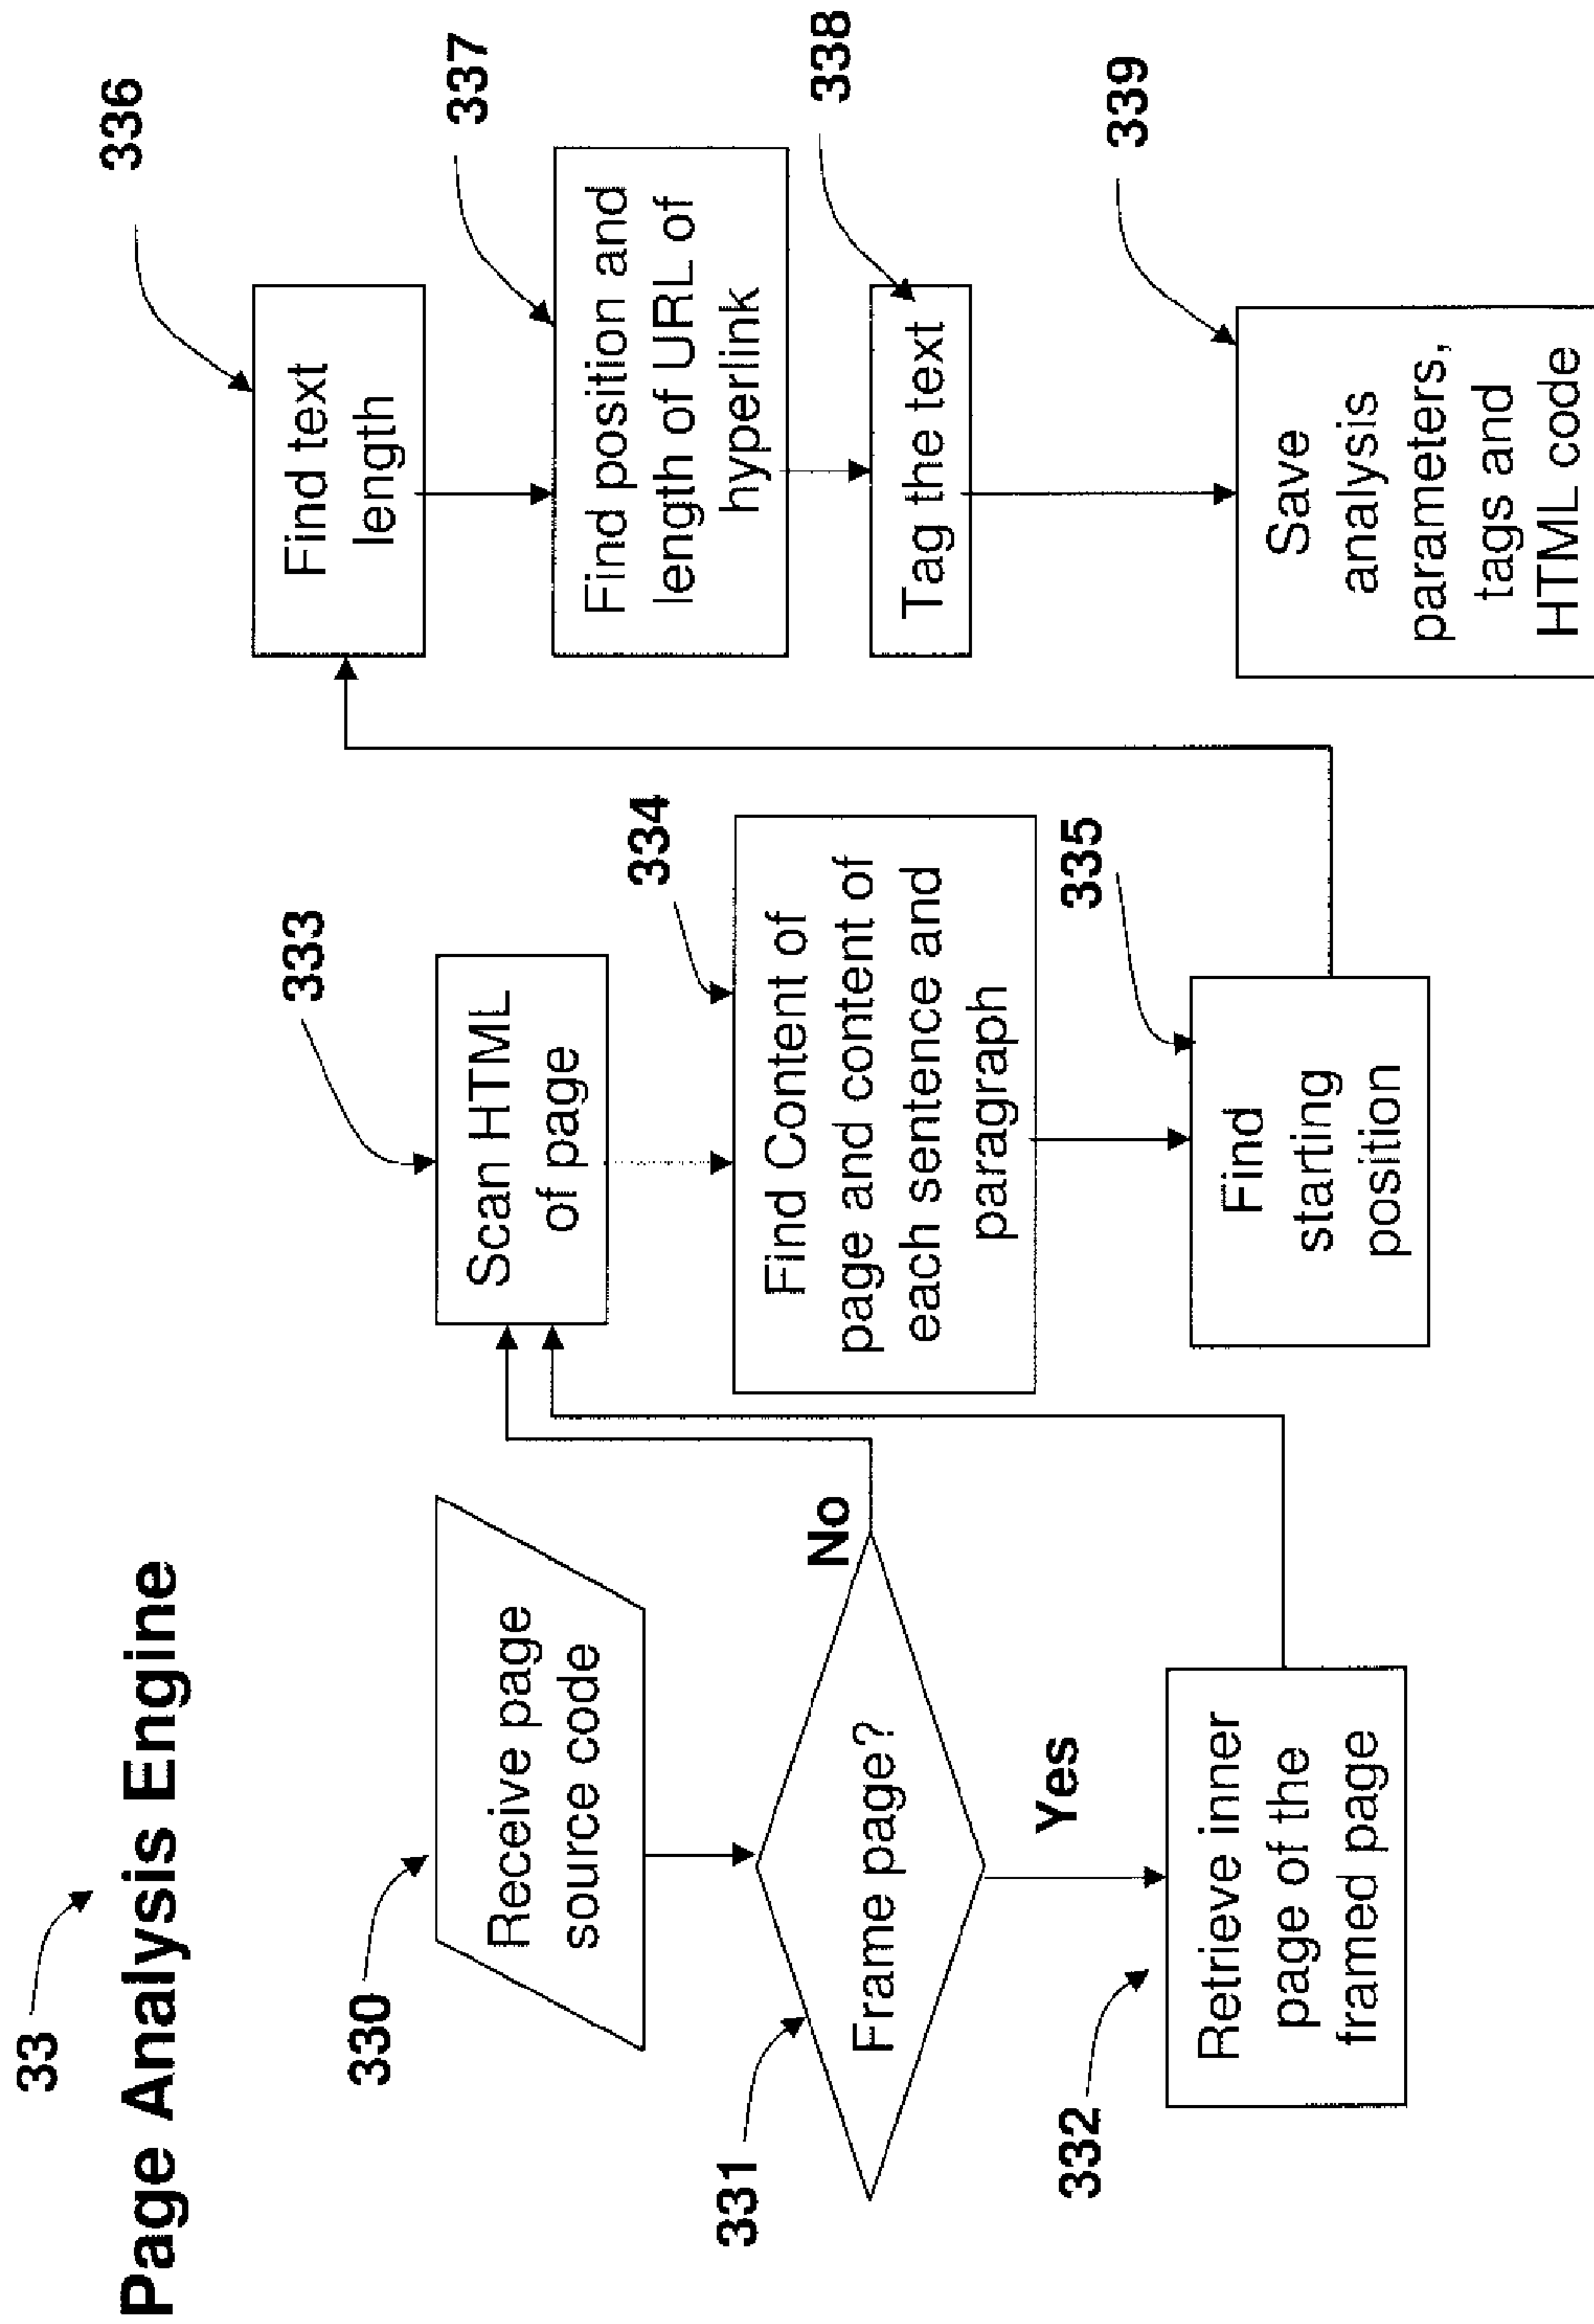 33
Page Analysis Engine
330
Receive page
source code
331
Frame page?
No
Yes
332
Retrieve inner
page of the
framed page
333
Scan HTML
of page
334
Find Content of
page and content of
each sentence and
paragraph
335
Find
starting
position
336
Find text
length
337
Find position and
length of URL of
hyperlink
338
Tag the text
339
Save
analysis
parameters,
tags and
HTML code